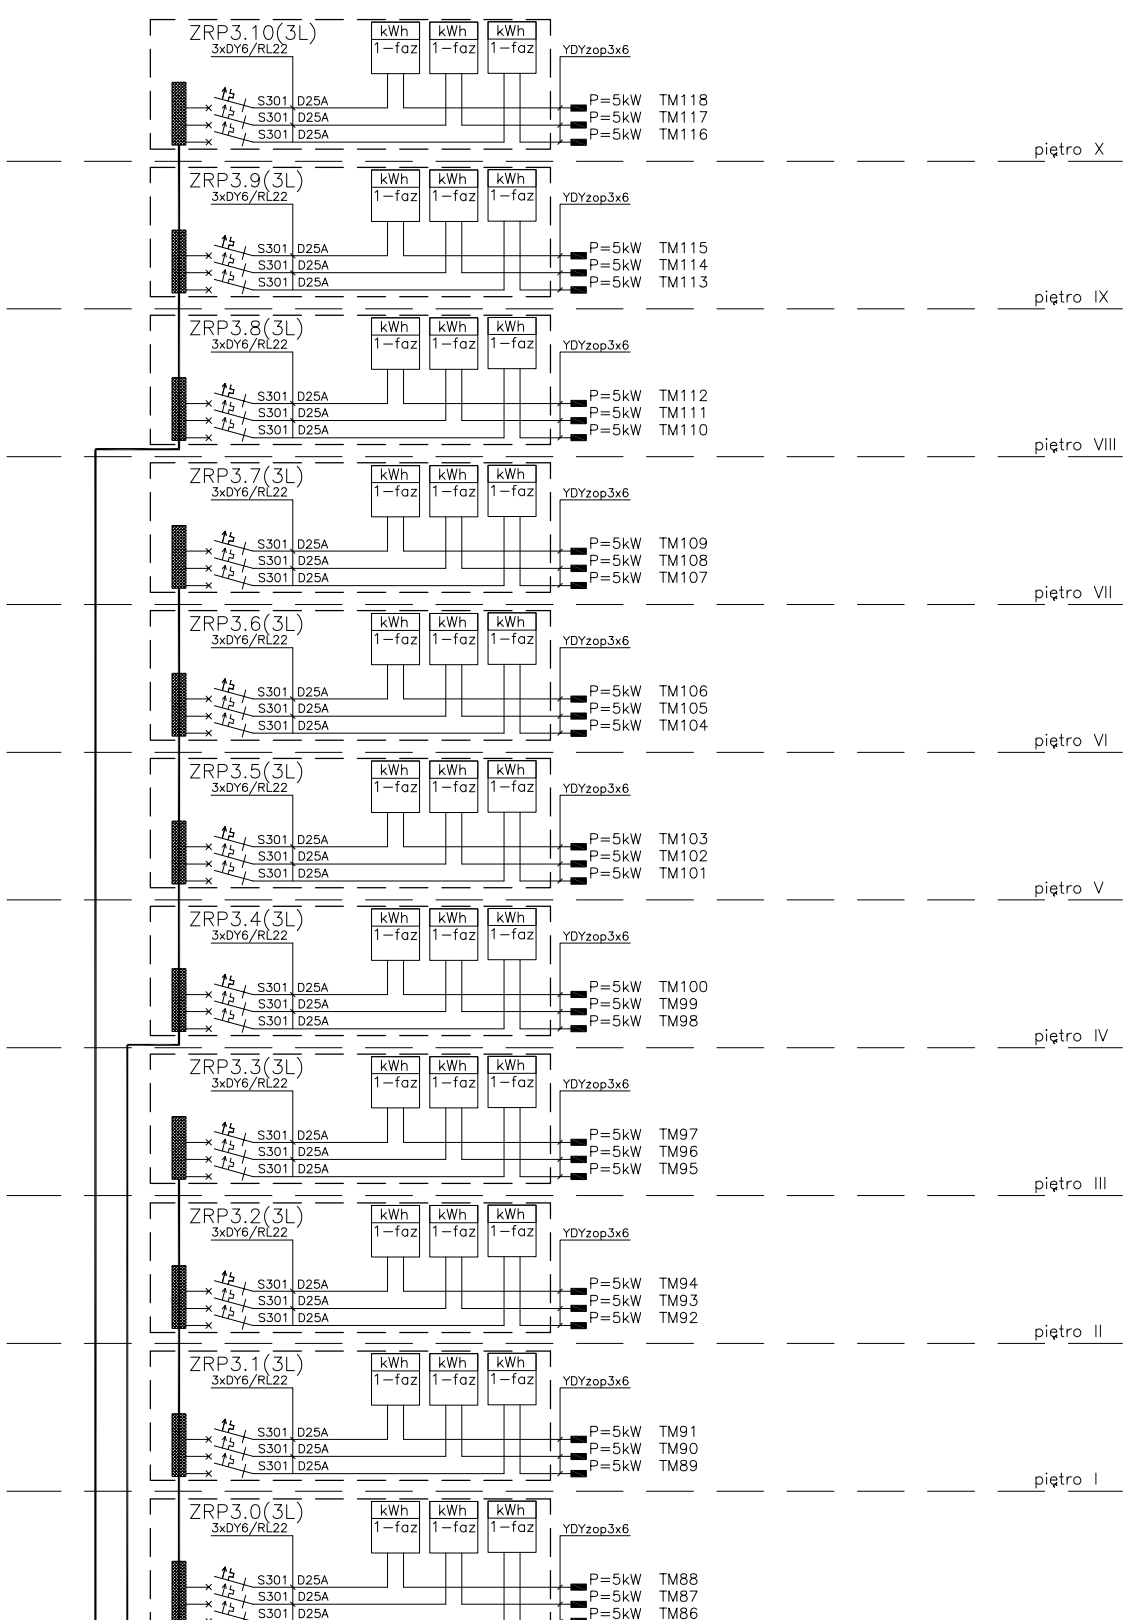 ZRP3.10(3L) kWh kWh kWh
3xDY6/RL22 1-faz 1-faz 1-faz YDYżop3x6
S301 D25A P=5kW TM118
S301 D25A P=5kW TM117
S301 D25A P=5kW TM116
piętro X
ZRP3.9(3L) kWh kWh kWh
3xDY6/RL22 1-faz 1-faz 1-faz YDYżop3x6
S301 D25A P=5kW TM115
S301 D25A P=5kW TM114
S301 D25A P=5kW TM113
piętro IX
ZRP3.8(3L) kWh kWh kWh
3xDY6/RL22 1-faz 1-faz 1-faz YDYżop3x6
S301 D25A P=5kW TM112
S301 D25A P=5kW TM111
S301 D25A P=5kW TM110
piętro VIII
ZRP3.7(3L) kWh kWh kWh
3xDY6/RL22 1-faz 1-faz 1-faz YDYżop3x6
S301 D25A P=5kW TM109
S301 D25A P=5kW TM108
S301 D25A P=5kW TM107
piętro VII
ZRP3.6(3L) kWh kWh kWh
3xDY6/RL22 1-faz 1-faz 1-faz YDYżop3x6
S301 D25A P=5kW TM106
S301 D25A P=5kW TM105
S301 D25A P=5kW TM104
piętro VI
ZRP3.5(3L) kWh kWh kWh
3xDY6/RL22 1-faz 1-faz 1-faz YDYżop3x6
S301 D25A P=5kW TM103
S301 D25A P=5kW TM102
S301 D25A P=5kW TM101
piętro V
ZRP3.4(3L) kWh kWh kWh
3xDY6/RL22 1-faz 1-faz 1-faz YDYżop3x6
S301 D25A P=5kW TM100
S301 D25A P=5kW TM99
S301 D25A P=5kW TM98
piętro IV
ZRP3.3(3L) kWh kWh kWh
3xDY6/RL22 1-faz 1-faz 1-faz YDYżop3x6
S301 D25A P=5kW TM97
S301 D25A P=5kW TM96
S301 D25A P=5kW TM95
piętro III
ZRP3.2(3L) kWh kWh kWh
3xDY6/RL22 1-faz 1-faz 1-faz YDYżop3x6
S301 D25A P=5kW TM94
S301 D25A P=5kW TM93
S301 D25A P=5kW TM92
piętro II
ZRP3.1(3L) kWh kWh kWh
3xDY6/RL22 1-faz 1-faz 1-faz YDYżop3x6
S301 D25A P=5kW TM91
S301 D25A P=5kW TM90
S301 D25A P=5kW TM89
piętro I
ZRP3.0(3L) kWh kWh kWh
3xDY6/RL22 1-faz 1-faz 1-faz YDYżop3x6
S301 D25A P=5kW TM88
S301 D25A P=5kW TM87
S301 D25A P=5kW TM86